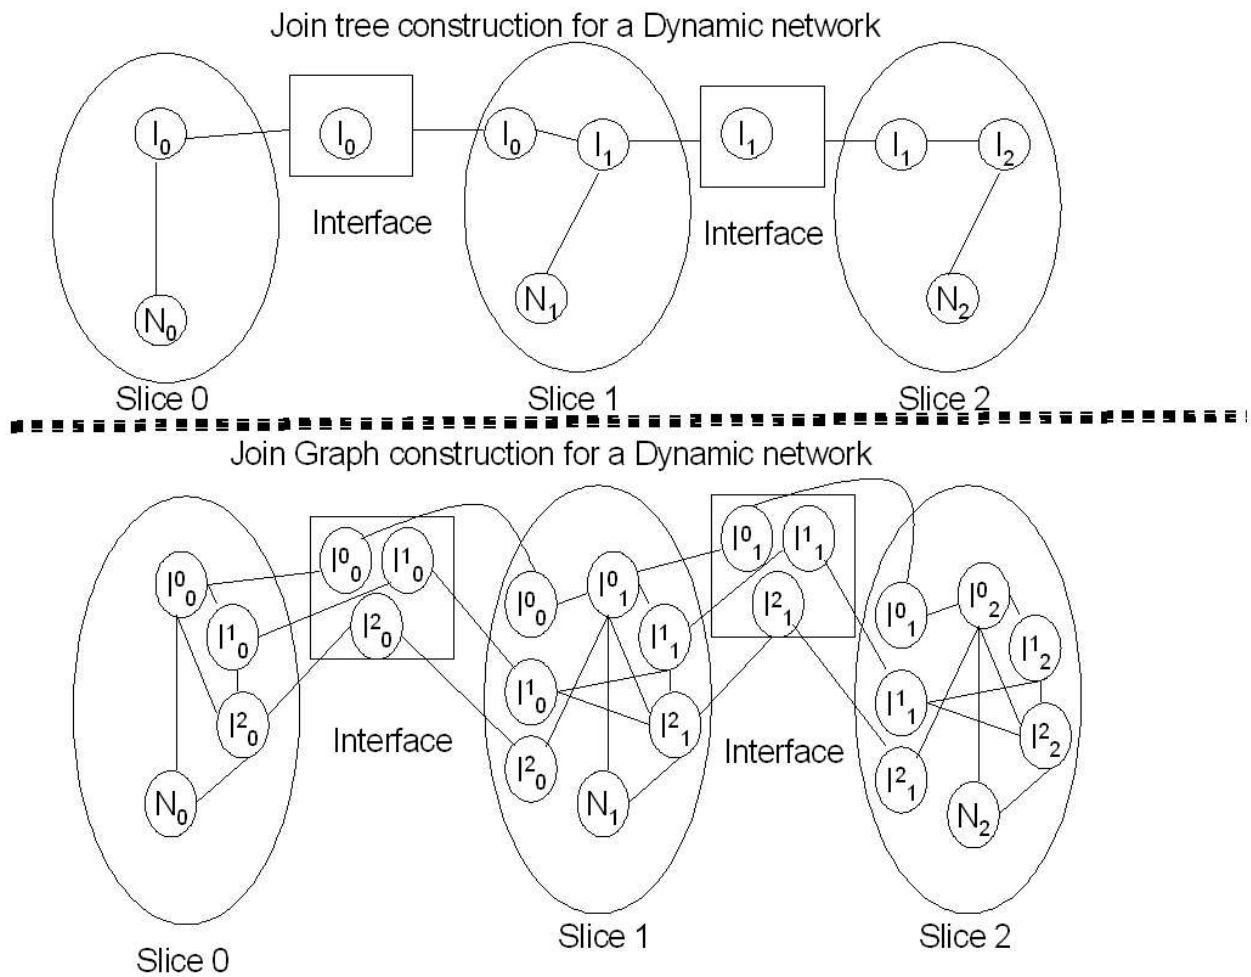 Join tree construction for a Dynamic network
I₀ I₀ I₀ I₁ I₁ I₁ I₂
Interface Interface
N₀ N₁ N₂
Slice 0 Slice 1 Slice 2
Join Graph construction for a Dynamic network
I⁰₀ I⁰₀ I¹₀ I⁰₀ I⁰₁ I⁰₁ I¹₁ I⁰₁ I⁰₂
I¹₀ I²₀ I¹₁ I²₁ I¹₂
I²₀ I¹₀ I²₁ I¹₁ I²₂
Interface I²₀ Interface I²₁
N₀ N₁ N₂
Slice 0 Slice 1 Slice 2